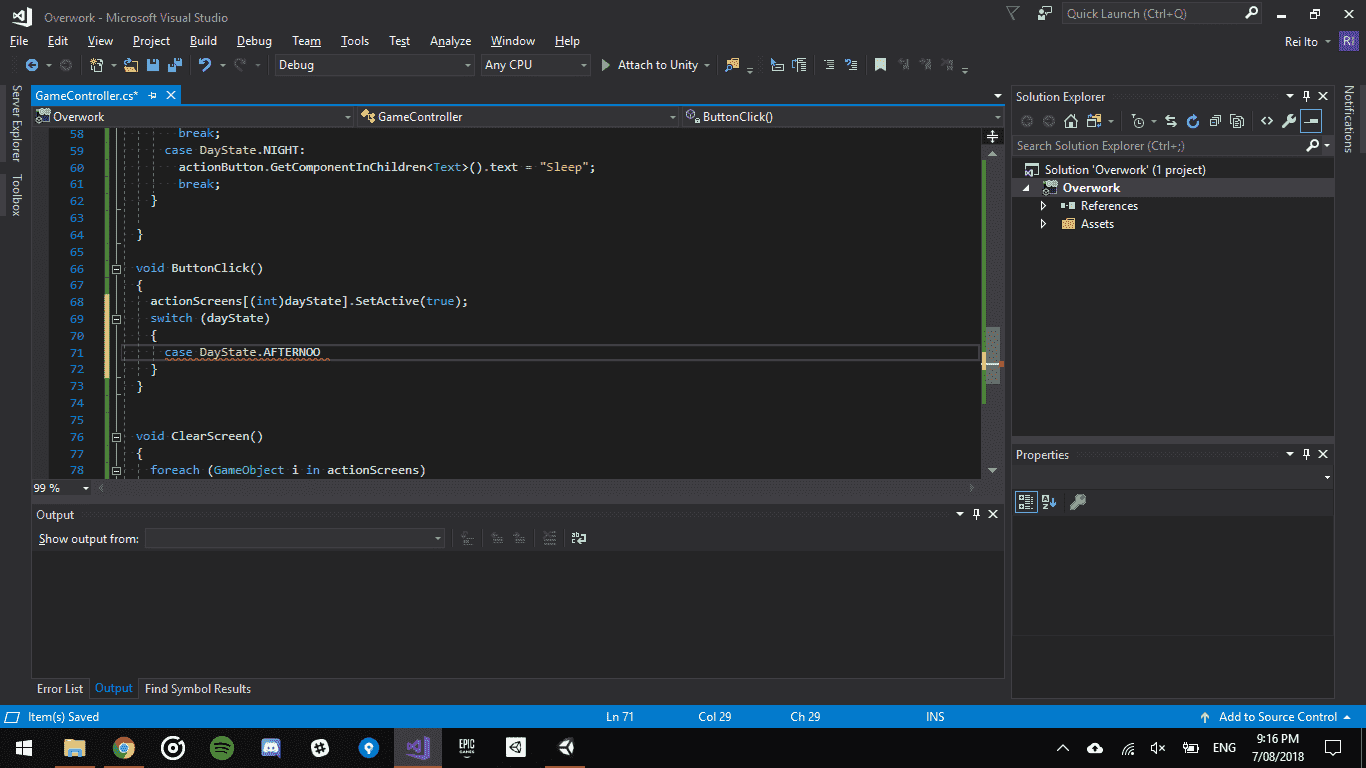 Overwork - Microsoft Visual Studio
Quick Launch (Ctrl+Q)
File Edit View Project Build Debug Team Tools Test Analyze Window Help
Rei Ito RI
Debug Any CPU Attach to Unity
Server Explorer
Toolbox
GameController.cs*
Overwork GameController ButtonClick()
58 break;
59 case DayState.NIGHT:
60 actionButton.GetComponentInChildren<Text>().text = "Sleep";
61 break;
62 }
63
64 }
65
66 void ButtonClick()
67 {
68 actionScreens[(int)dayState].SetActive(true);
69 switch (dayState)
70 {
71 case DayState.AFTERNOO
72 }
73 }
74
75
76 void ClearScreen()
77 {
78 foreach (GameObject i in actionScreens)
99 %
Output
Show output from:
Error List Output Find Symbol Results
Solution Explorer
Search Solution Explorer (Ctrl+;)
Solution 'Overwork' (1 project)
Overwork
References
Assets
Properties
Notifications
Item(s) Saved Ln 71 Col 29 Ch 29 INS Add to Source Control
EPIC GAMES
ENG
9:16 PM
7/08/2018